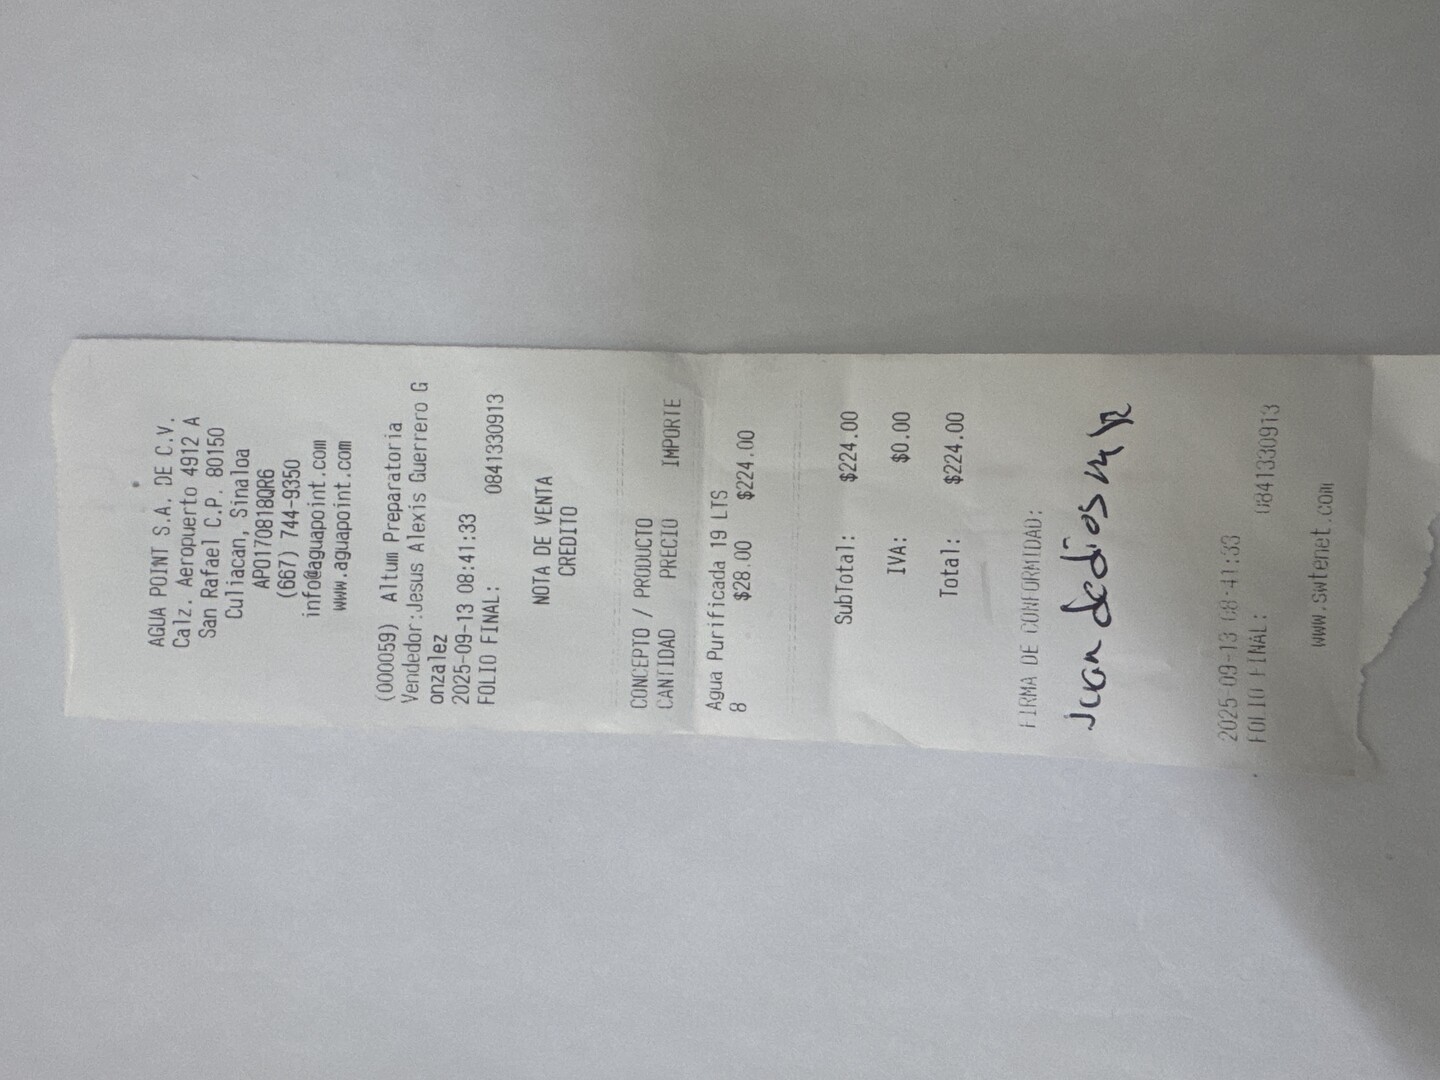 AGUA POINT S.A. DE C.V.
Calz. Aeropuerto 4912 A
San Rafael C.P. 80150
Culiacan, Sinaloa
APO170818QR6
(667) 744-9350
info@aguapoint.com
www.aguapoint.com
(000059) Altum Preparatoria
Vendedor:Jesus Alexis Guerrero G
onzalez
2025-09-13 08:41:33
FOLIO FINAL: 0841330913
NOTA DE VENTA
CREDITO
CONCEPTO / PRODUCTO
CANTIDAD PRECIO IMPORTE
Agua Purificada 19 LTS
8 $28.00 $224.00
SubTotal: $224.00
IVA: $0.00
Total: $224.00
FIRMA DE CONFORMIDAD:
juan dedios
2025-09-13 08:41:33
FOLIO FINAL: 0841330913
www.swtenet.com